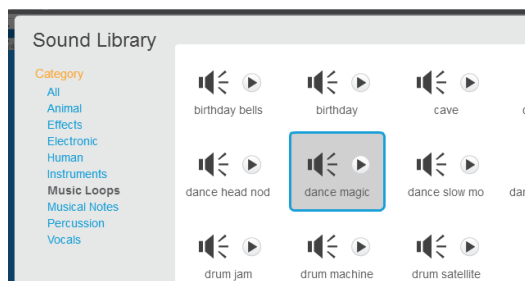 Sound Library
Category
All
Animal
Effects
Electronic
Human
Instruments
Music Loops
Musical Notes
Percussion
Vocals
birthday bells
birthday
cave
dance head nod
dance magic
dance slow mo
drum jam
drum machine
drum satellite